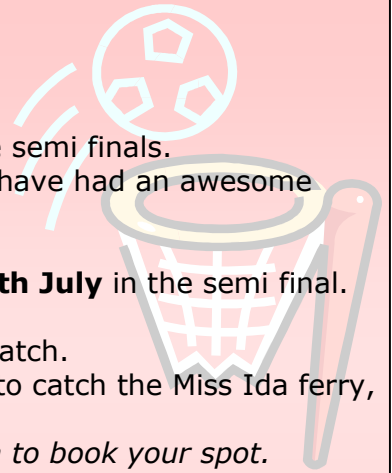 semi finals.
have had an awesome
th July in the semi final.
atch.
to catch the Miss Ida ferry,
to book your spot.